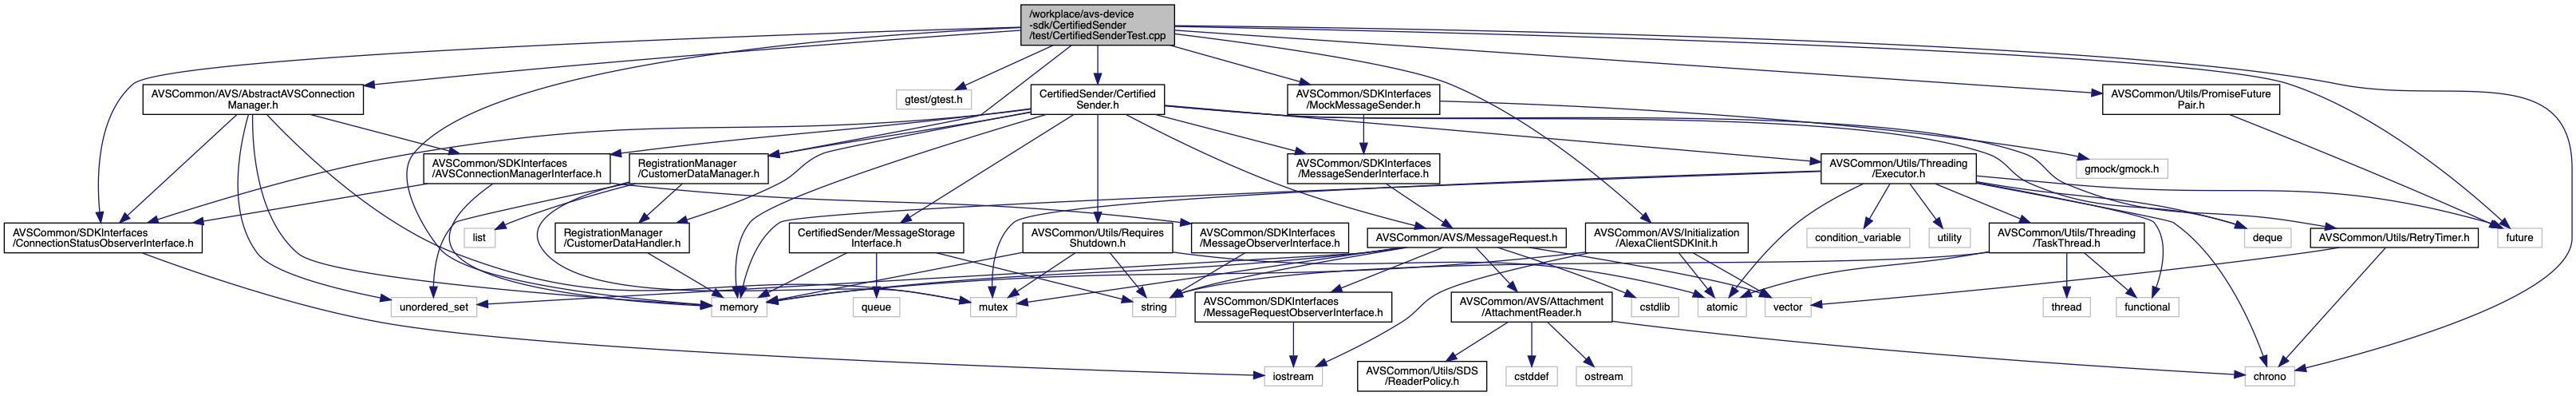 /workplace/avs-device
-sdk/CertifiedSender
/test/CertifiedSenderTest.cpp
AVSCommon/AVS/AbstractAVSConnection
Manager.h
gtest/gtest.h
CertifiedSender/Certified
Sender.h
AVSCommon/SDKInterfaces
/MockMessageSender.h
AVSCommon/Utils/PromiseFuture
Pair.h
AVSCommon/SDKInterfaces
/AVSConnectionManagerInterface.h
RegistrationManager
/CustomerDataManager.h
AVSCommon/SDKInterfaces
/MessageSenderInterface.h
AVSCommon/Utils/Threading
/Executor.h
gmock/gmock.h
AVSCommon/SDKInterfaces
/ConnectionStatusObserverInterface.h
list
RegistrationManager
/CustomerDataHandler.h
CertifiedSender/MessageStorage
Interface.h
AVSCommon/Utils/Requires
Shutdown.h
AVSCommon/SDKInterfaces
/MessageObserverInterface.h
AVSCommon/AVS/MessageRequest.h
AVSCommon/AVS/Initialization
/AlexaClientSDKInit.h
condition_variable
utility
AVSCommon/Utils/Threading
/TaskThread.h
deque
AVSCommon/Utils/RetryTimer.h
future
unordered_set
memory
queue
mutex
string
AVSCommon/SDKInterfaces
/MessageRequestObserverInterface.h
AVSCommon/AVS/Attachment
/AttachmentReader.h
cstdlib
atomic
vector
thread
functional
iostream
AVSCommon/Utils/SDS
/ReaderPolicy.h
cstddef
ostream
chrono